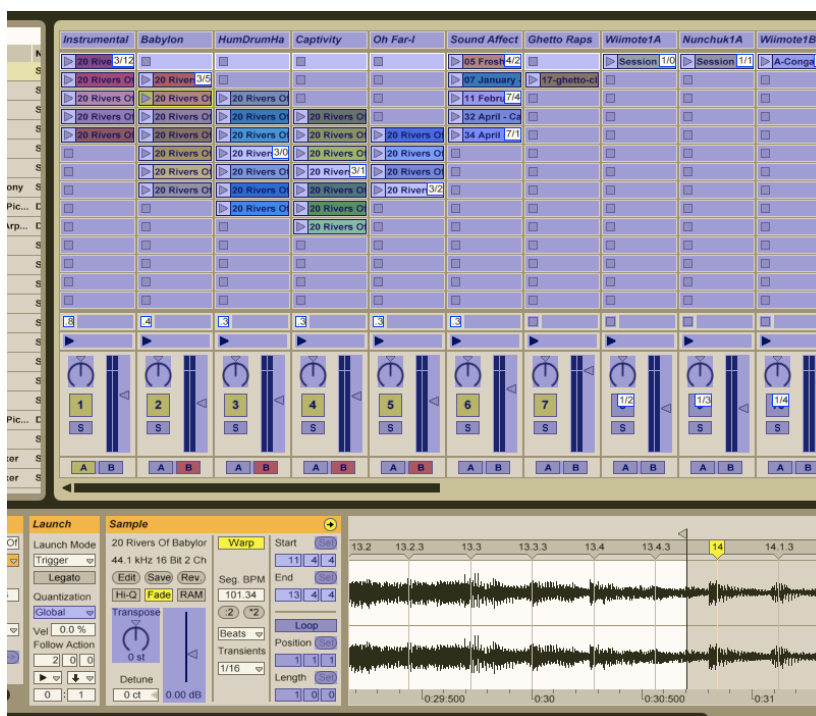 Instrumental Babylon HumDrumHa Captivity Oh Far-I Sound Affect Ghetto Raps Wiimote1A Nunchuk1A Wiimote1B
20 Rive 3/12 05 Fresh 4/2 Session 1/0 Session 1/1 A-Conga
20 Rivers Of 20 River 3/5 07 January - 17-ghetto-cl
20 Rivers Of 20 Rivers Of 20 Rivers Of 11 Febru 7/4
20 Rivers Of 20 Rivers Of 20 Rivers Of 20 Rivers Of 32 April - Ca
20 Rivers Of 20 Rivers Of 20 Rivers Of 20 Rivers Of 20 Rivers Of 34 April 7/1
20 Rivers Of 20 River 3/0 20 Rivers Of 20 Rivers Of
20 Rivers Of 20 Rivers Of 20 River 3/1 20 Rivers Of
ony S 20 Rivers Of 20 Rivers Of 20 Rivers Of 20 River 3/2
Pic... 20 Rivers Of 20 Rivers Of
Arp... 20 Rivers Of
.8 .4 .3 .3 .3 .3
1 2 3 4 5 6 7 1/2 1/3 1/4
S S S S S S S S S S
Pic...
xer S A B A B A B A B A B A B A B A B A B A B
xer S
Launch Sample
Of Launch Mode 20 Rivers Of Babylor Warp Start Set 13.2 13.2.3 13.3 13.3.3 13.4 13.4.3 14 14.1.3
Trigger 44.1 kHz 16 Bit 2 Ch 11 4 4
Legato Edit Save Rev. Seg. BPM End Set
Quantization Hi-Q Fade RAM 101.34 13 4 4
Global Transpose :2 *2
Vel 0.0 % Beats Loop
Follow Action 0 st Transients Position Set
2 0 0 1/16 1 1 1
Detune Length Set
0 : 1 0 ct 0.00 dB 1 0 0 0:29:500 0:30 0:30:500 0:31